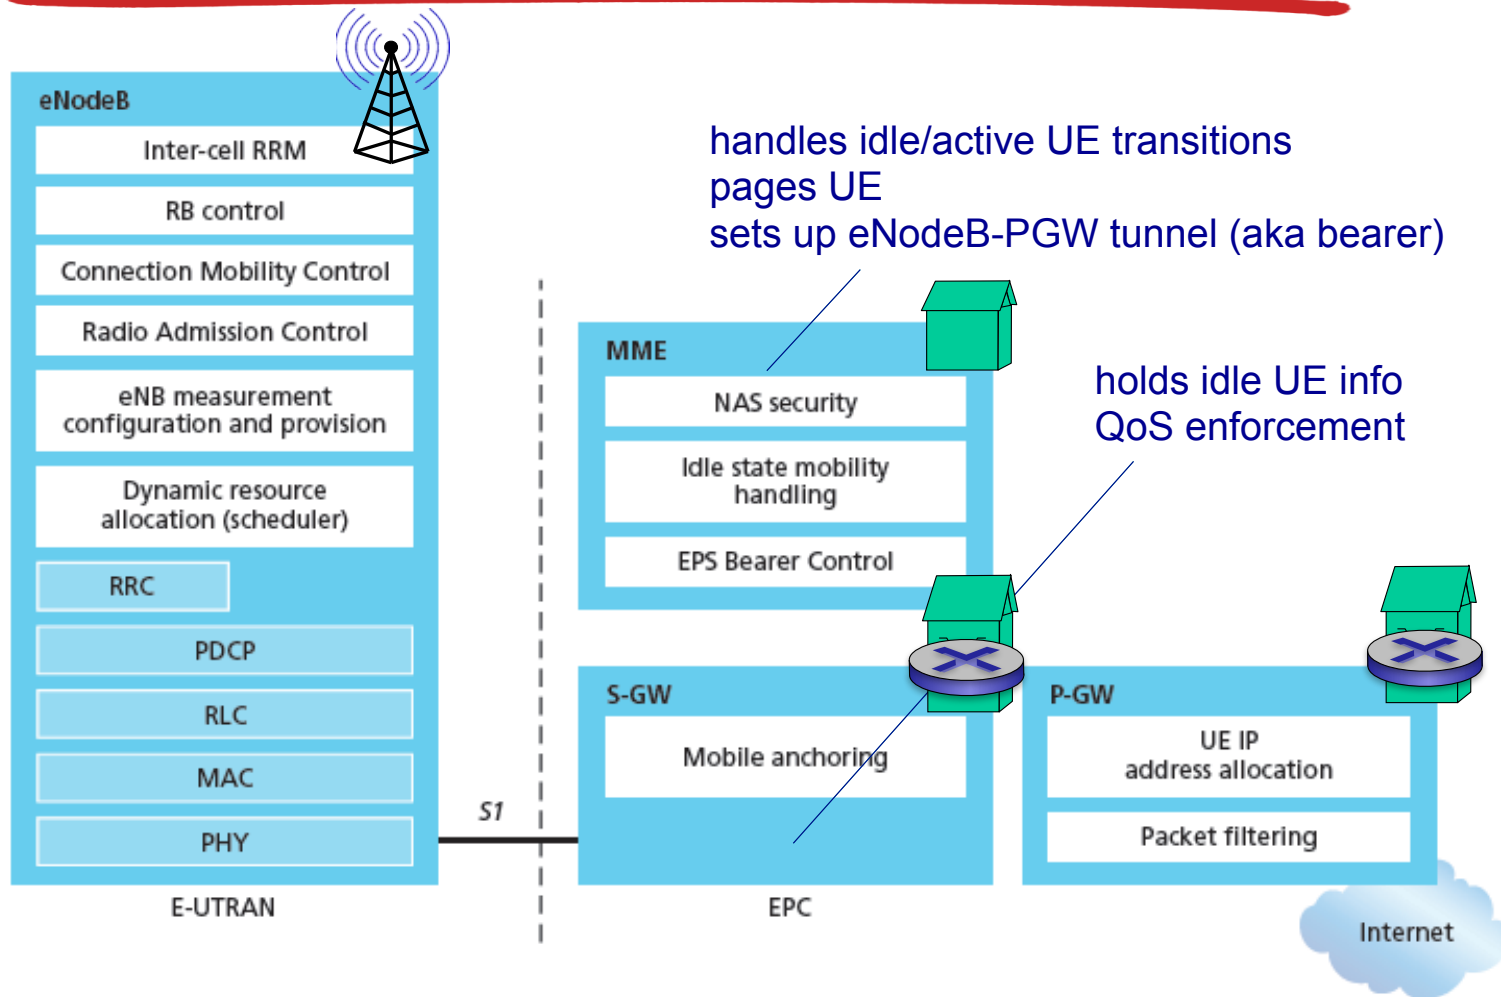 eNodeB
Inter-cell RRM
RB control
Connection Mobility Control
Radio Admission Control
eNB measurement
configuration and provision
Dynamic resource
allocation (scheduler)
RRC
PDCP
RLC
MAC
PHY
E-UTRAN
S1
handles idle/active UE transitions
pages UE
sets up eNodeB-PGW tunnel (aka bearer)
MME
NAS security
Idle state mobility
handling
EPS Bearer Control
holds idle UE info
QoS enforcement
S-GW
Mobile anchoring
EPC
P-GW
UE IP
address allocation
Packet filtering
Internet